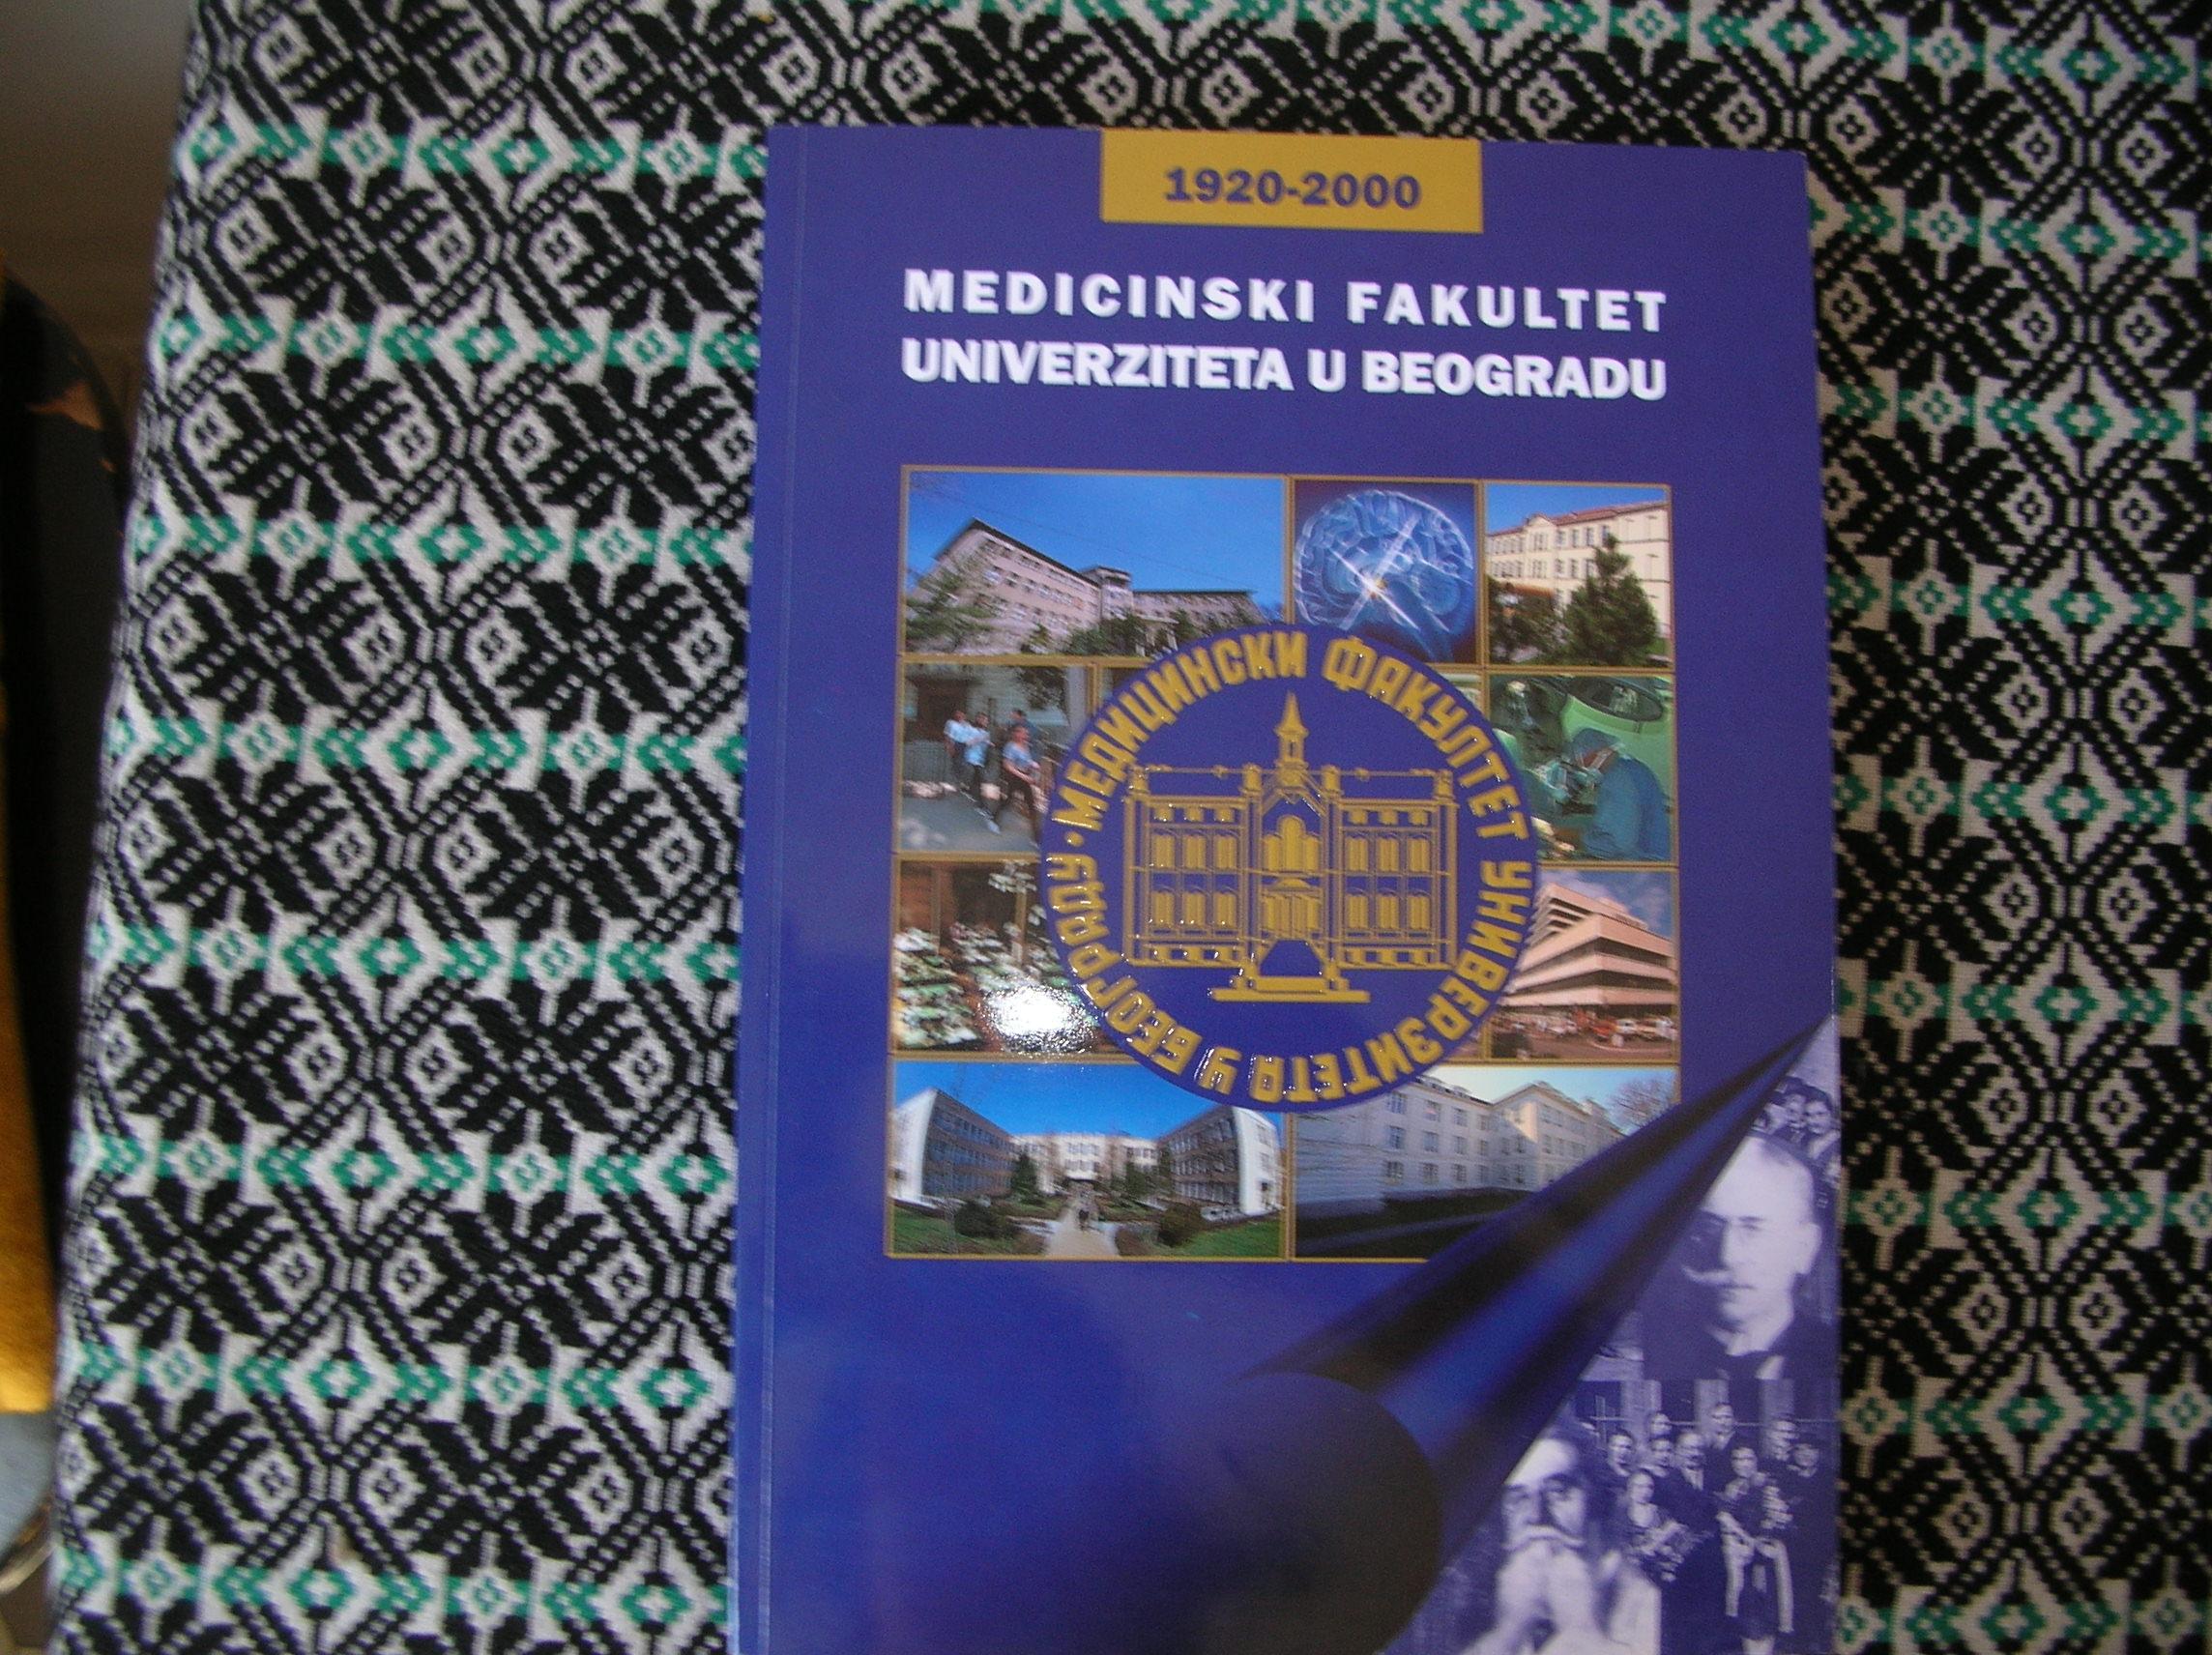 1920-2000
MEDICINSKI FAKULTET
UNIVERZITETA U BEOGRADU
МЕДИЦИНСКИ ФАКУЛТЕТ УНИВЕРЗИТЕТА У БЕОГРАДУ •